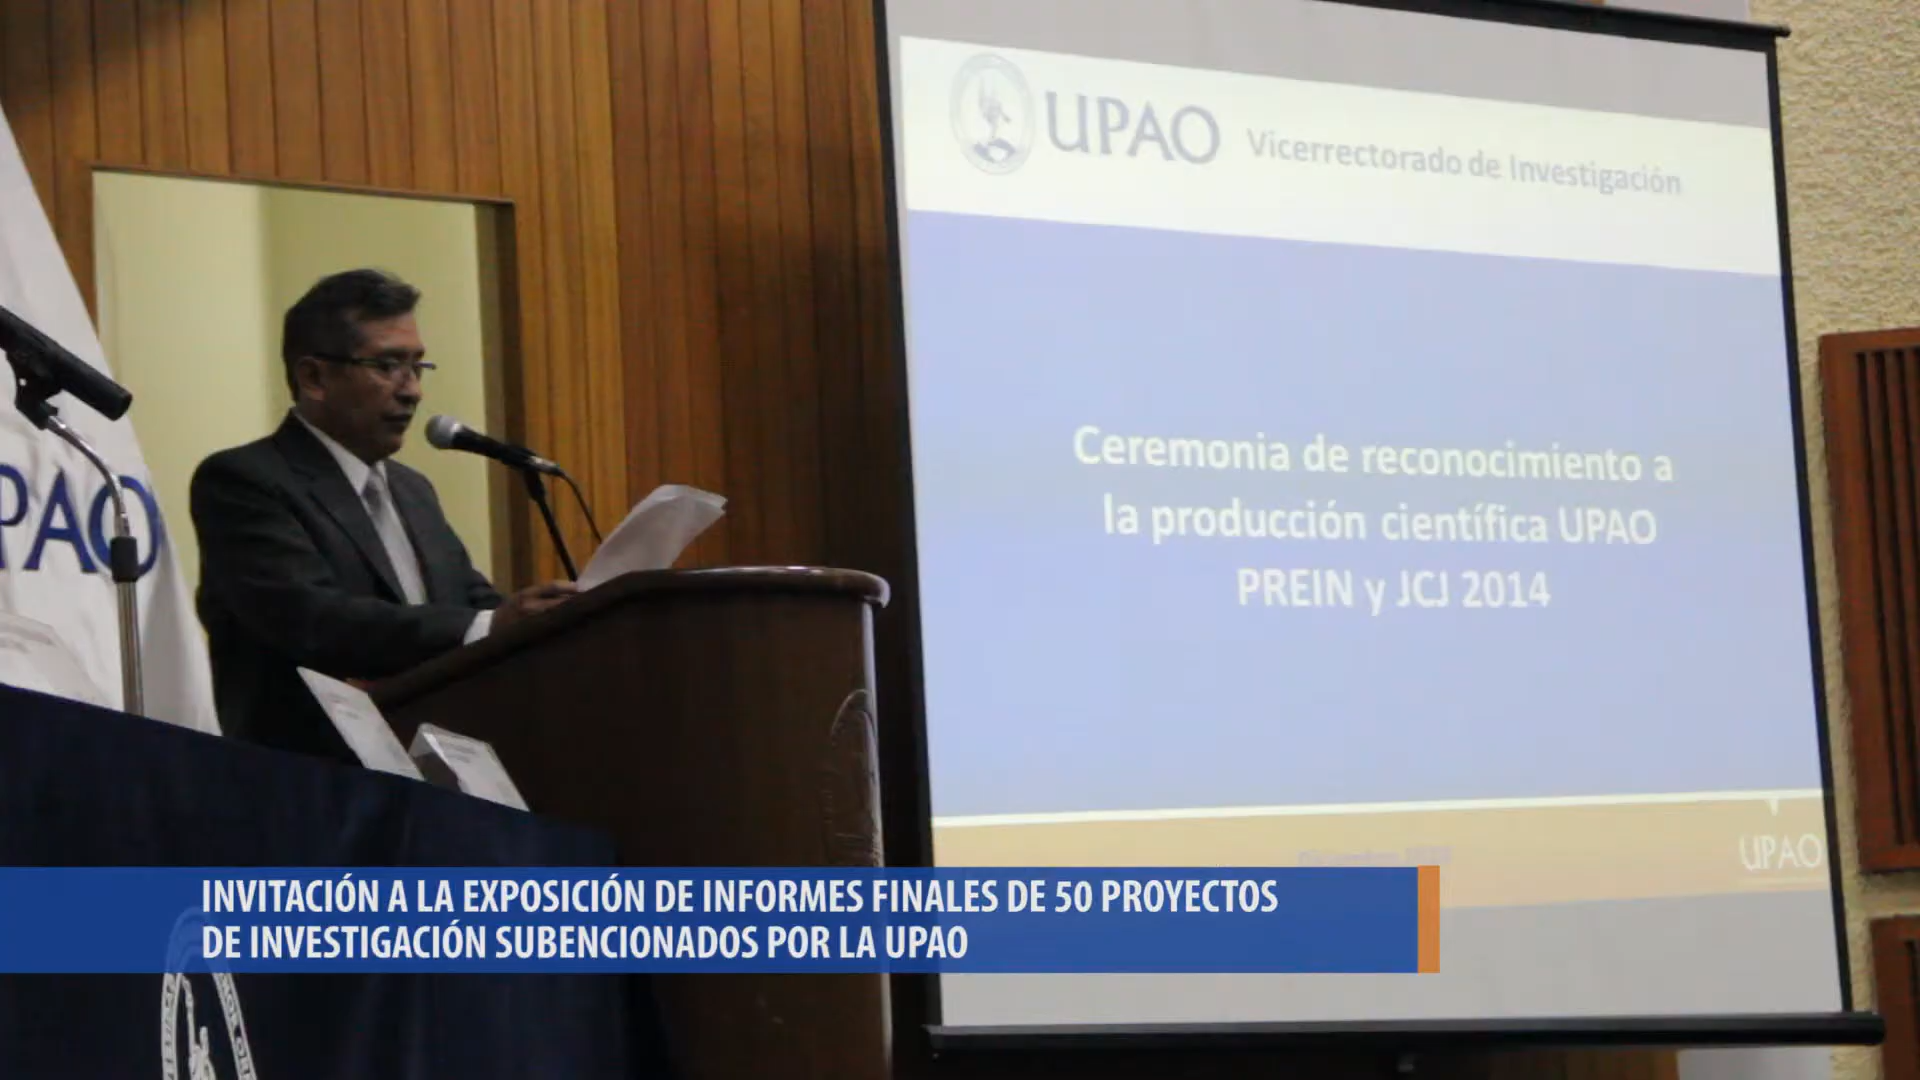 UPAO Vicerrectorado de Investigación
Ceremonia de reconocimiento a
la producción científica UPAO
PREIN y JCJ 2014
PAO
UPAO
INVITACIÓN A LA EXPOSICIÓN DE INFORMES FINALES DE 50 PROYECTOS
DE INVESTIGACIÓN SUBENCIONADOS POR LA UPAO